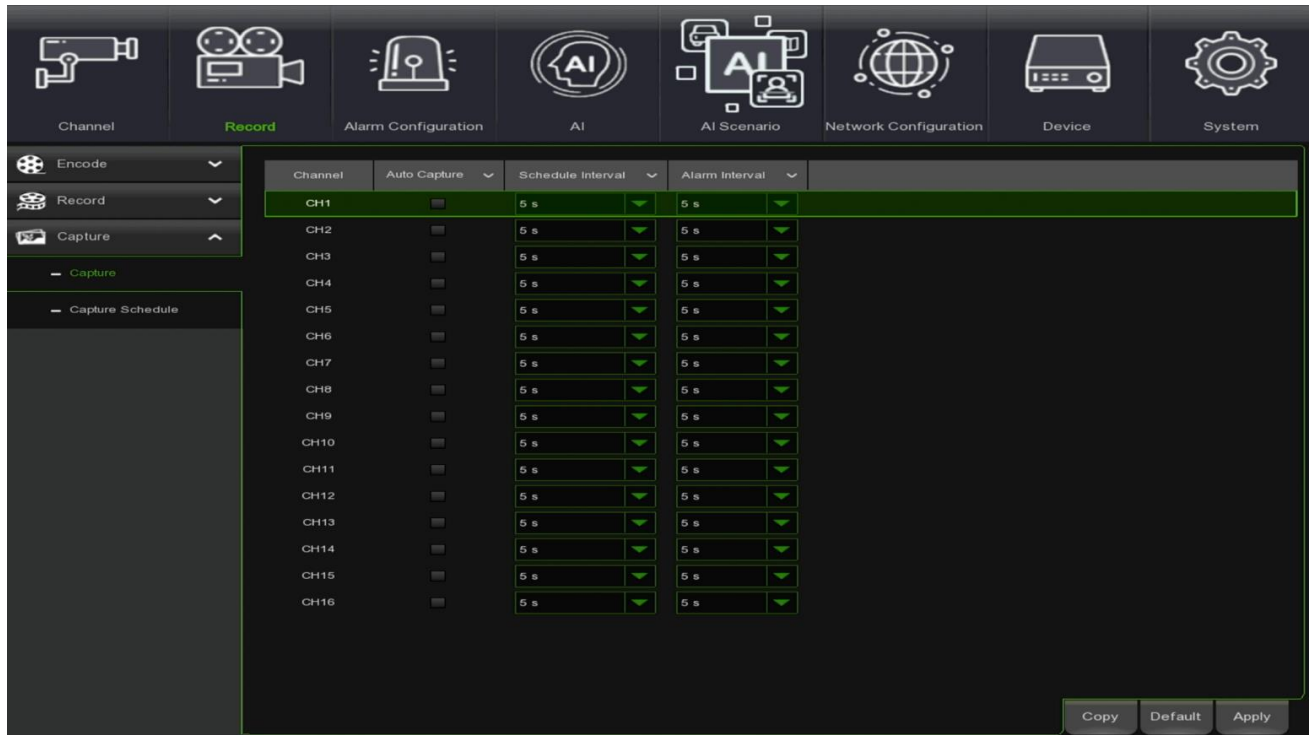 AI AI
Channel Record Alarm Configuration AI AI Scenario Network Configuration Device System
Encode
Record
Capture
Capture
Capture Schedule
Channel Auto Capture Schedule Interval Alarm Interval
CH1 5 s 5 s
CH2 5 s 5 s
CH3 5 s 5 s
CH4 5 s 5 s
CH5 5 s 5 s
CH6 5 s 5 s
CH7 5 s 5 s
CH8 5 s 5 s
CH9 5 s 5 s
CH10 5 s 5 s
CH11 5 s 5 s
CH12 5 s 5 s
CH13 5 s 5 s
CH14 5 s 5 s
CH15 5 s 5 s
CH16 5 s 5 s
Copy Default Apply